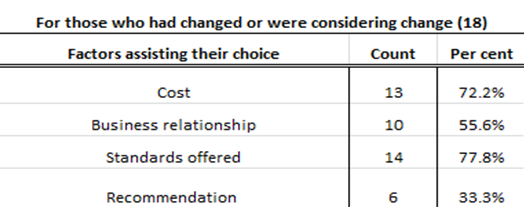 For those who had changed or were considering change (18)
Factors assisting their choice Count Per cent
Cost 13 72.2%
Business relationship 10 55.6%
Standards offered 14 77.8%
Recommendation 6 33.3%